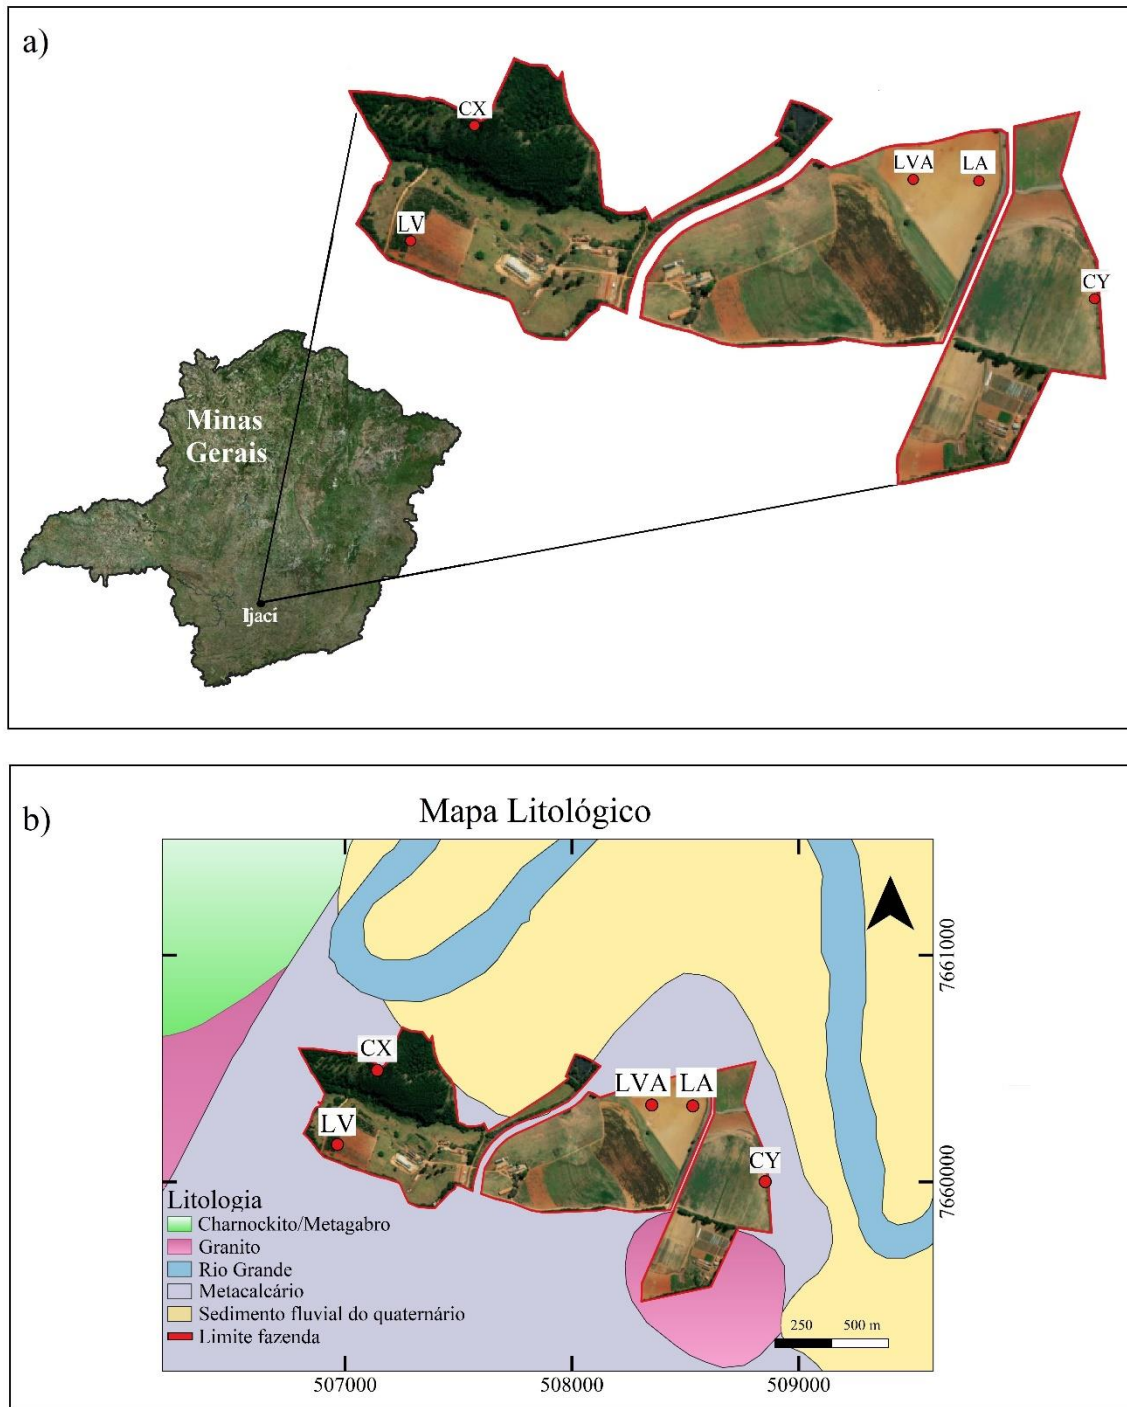 a)
CX
LVA
LA
LV
CY
Minas
Gerais
Ijací
b)
Mapa Litológico
7661000
CX
LVA
LA
LV
CY
7660000
Litologia
Charnockito/Metagabro
Granito
Rio Grande
Metacalcário
Sedimento fluvial do quaternário
Limite fazenda
250
500 m
507000
508000
509000